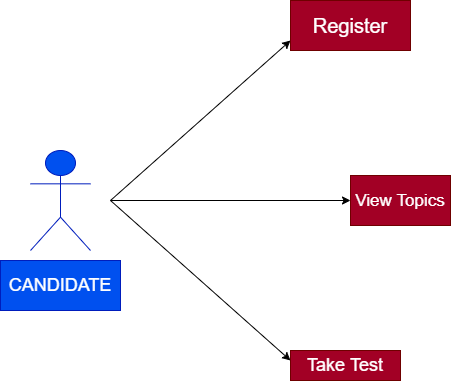 Register
View Topics
CANDIDATE
Take Test